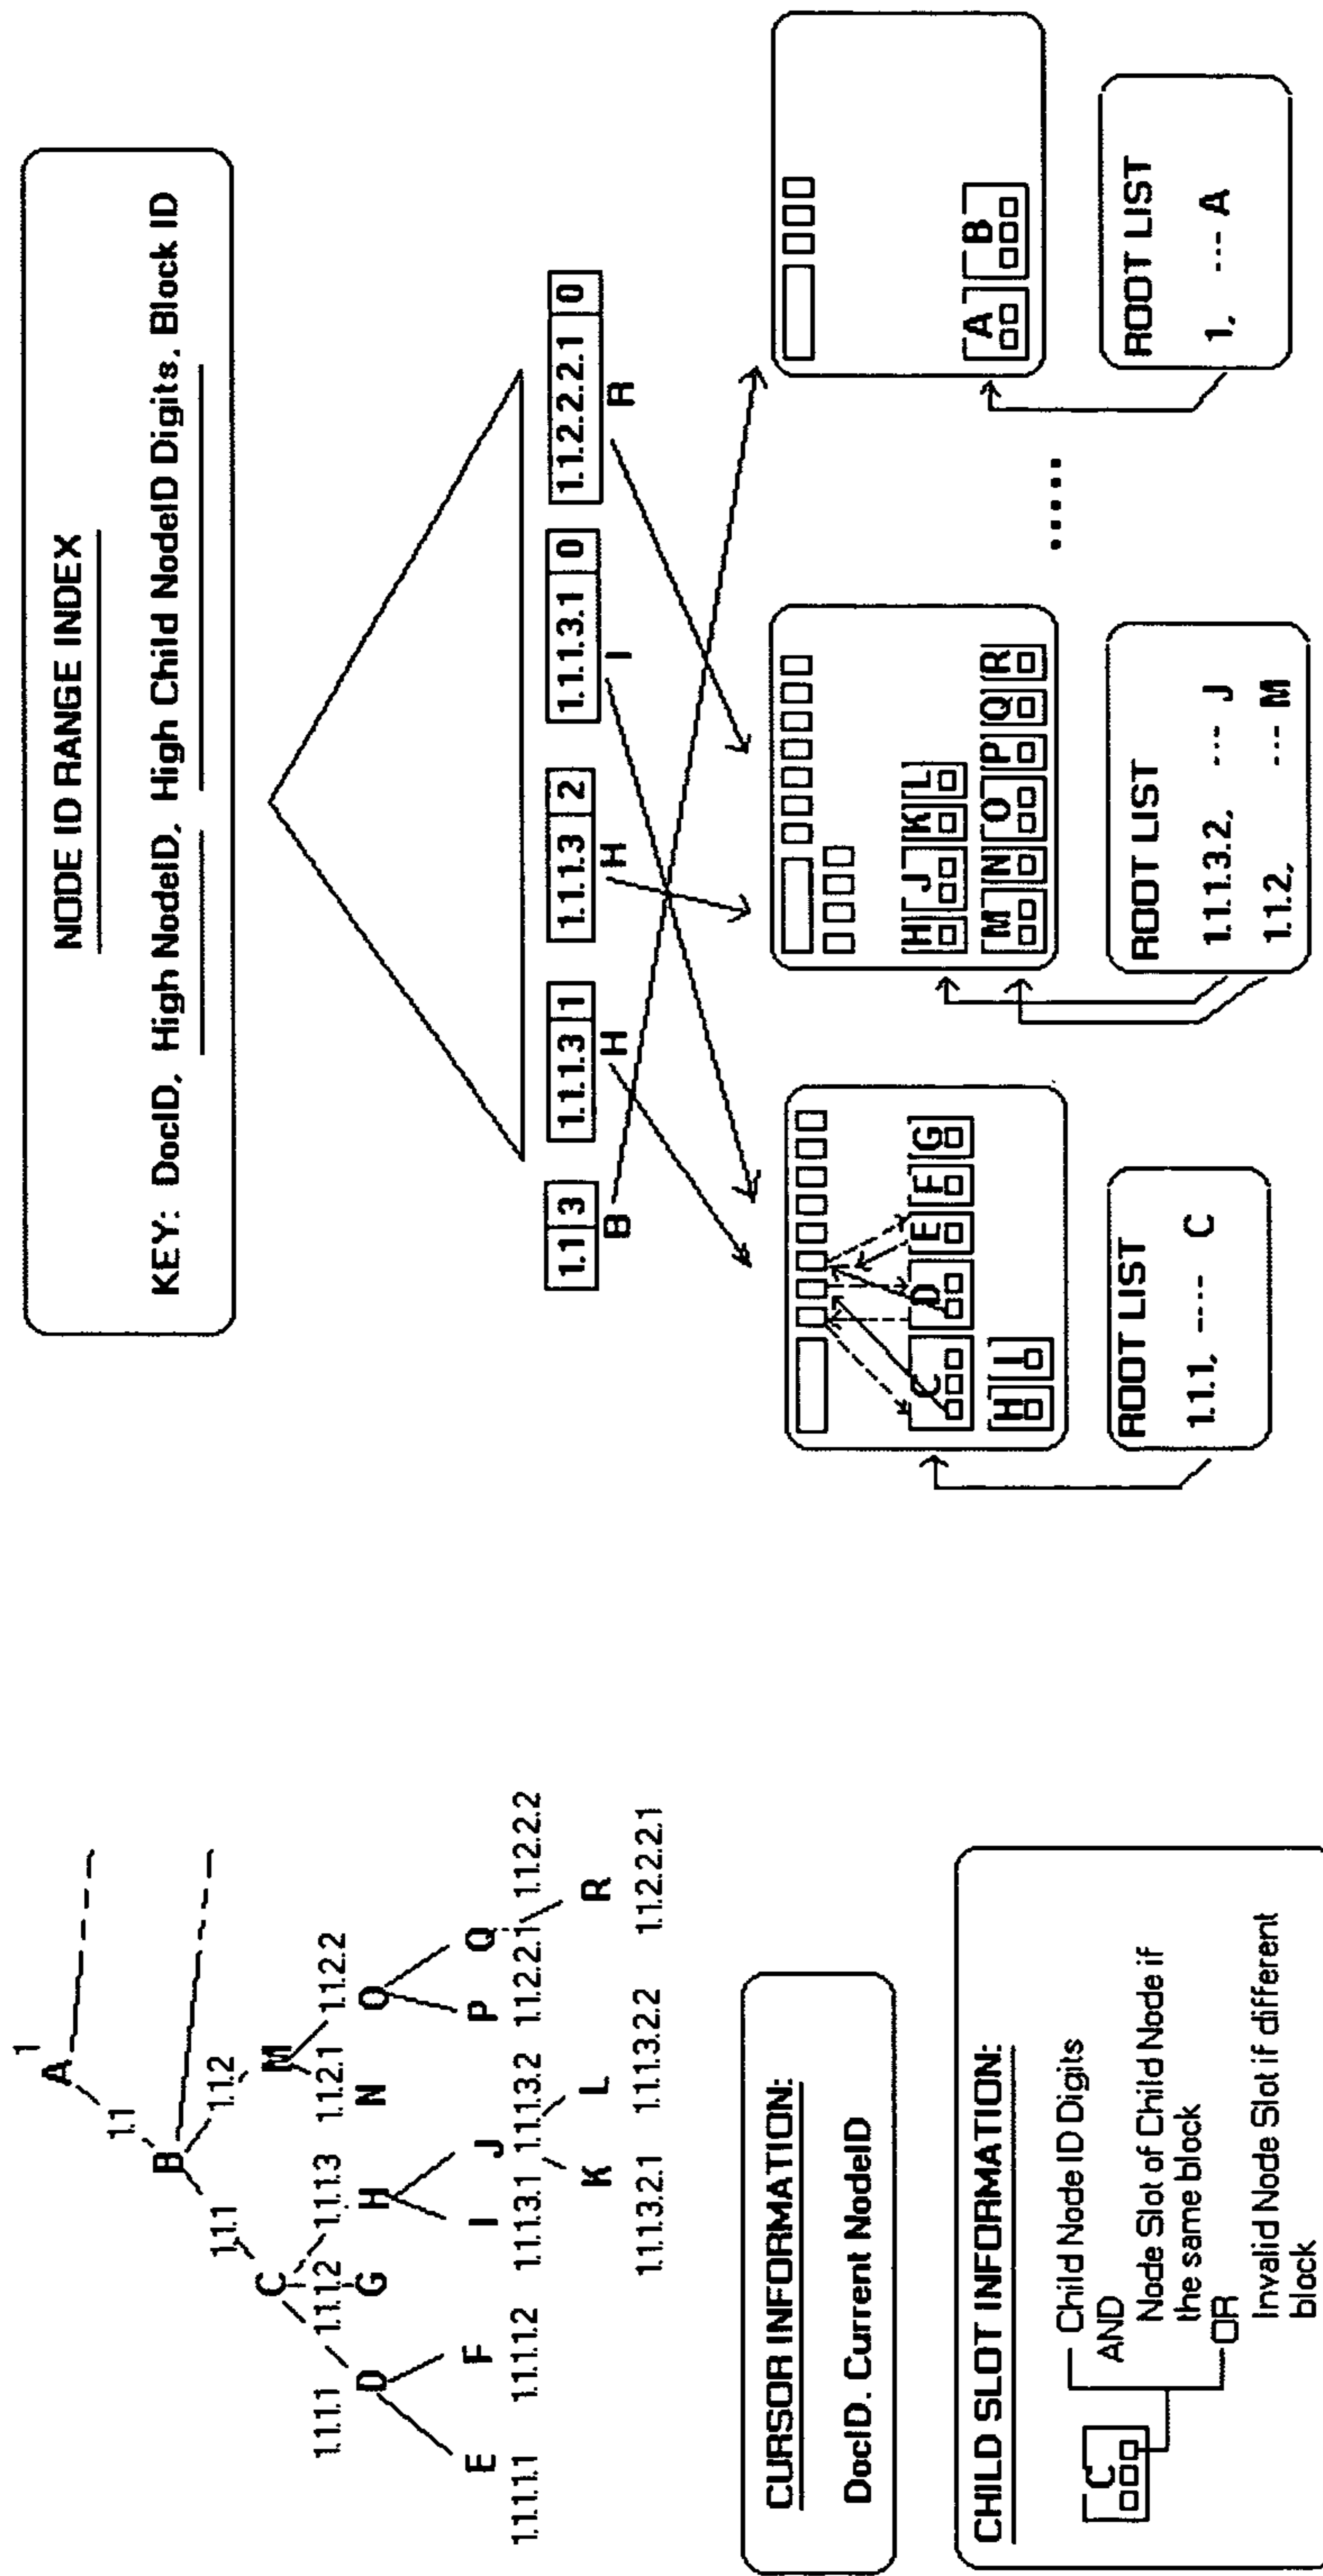 A
1
1.1
B
1.1.1
1.1.2
C
M
1.1.1.1
1.1.1.2
1.1.1.3
1.1.2.1
1.1.2.2
D
G
H
N
O
E
F
I
J
P
Q
1.1.1.1.1
1.1.1.1.2
1.1.1.3.1
1.1.1.3.2
1.1.2.2.1
1.1.2.2.2
K
L
R
1.1.1.3.2.1
1.1.1.3.2.2
1.1.2.2.2.1
CURSOR INFORMATION:
DocID, Current NodeID
CHILD SLOT INFORMATION:
C
Child Node ID Digits
AND
Node Slot of Child Node if
the same block
OR
Invalid Node Slot if different
block
NODE ID RANGE INDEX
KEY: DocID, High NodeID, High Child NodeID Digits, Block ID
1.1 3
1.1.1.3 1
1.1.1.3 2
1.1.1.3.1 0
1.1.2.2.2.1 0
B
H
H
I
R
C D E F G
H I
H J K L
M N O P Q R
.....
A B
ROOT LIST
1.1.1, ---- C
ROOT LIST
1.1.1.3.2, --- J
1.1.2, --- M
ROOT LIST
1, --- A